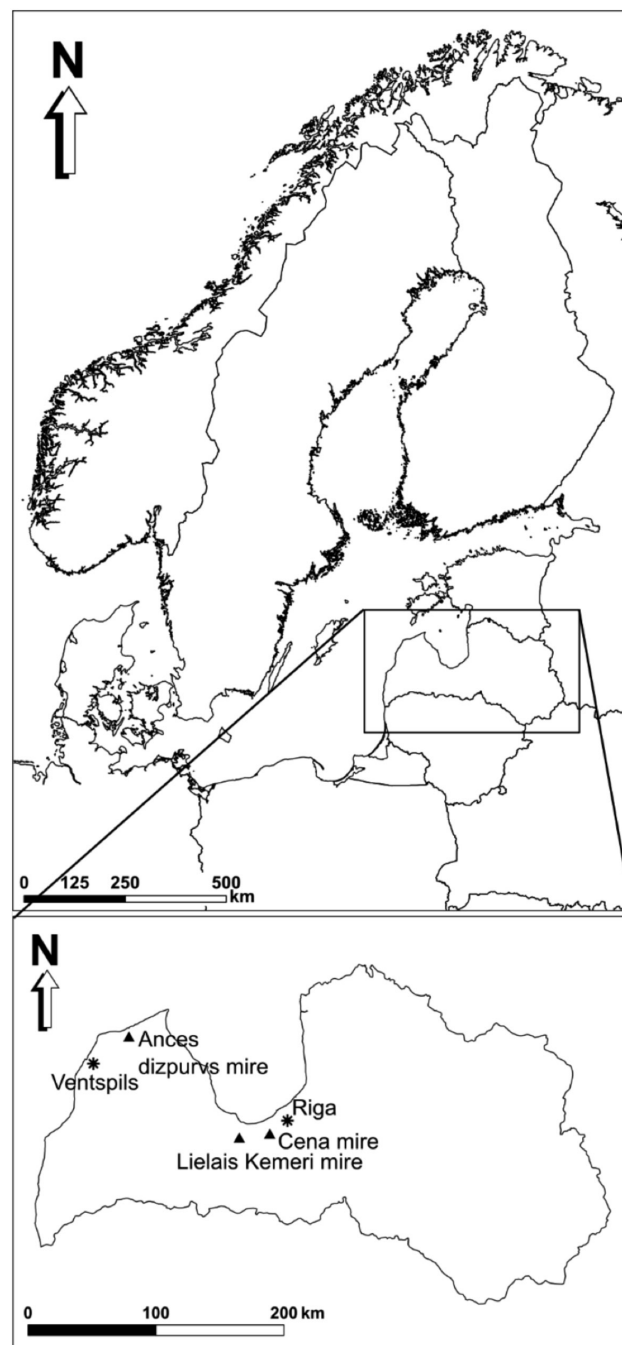 N
0 125 250 500
km
N
Ances
dizpurvs mire
Ventspils
Riga
Cena mire
Lielais Kemeri mire
0 100 200 km